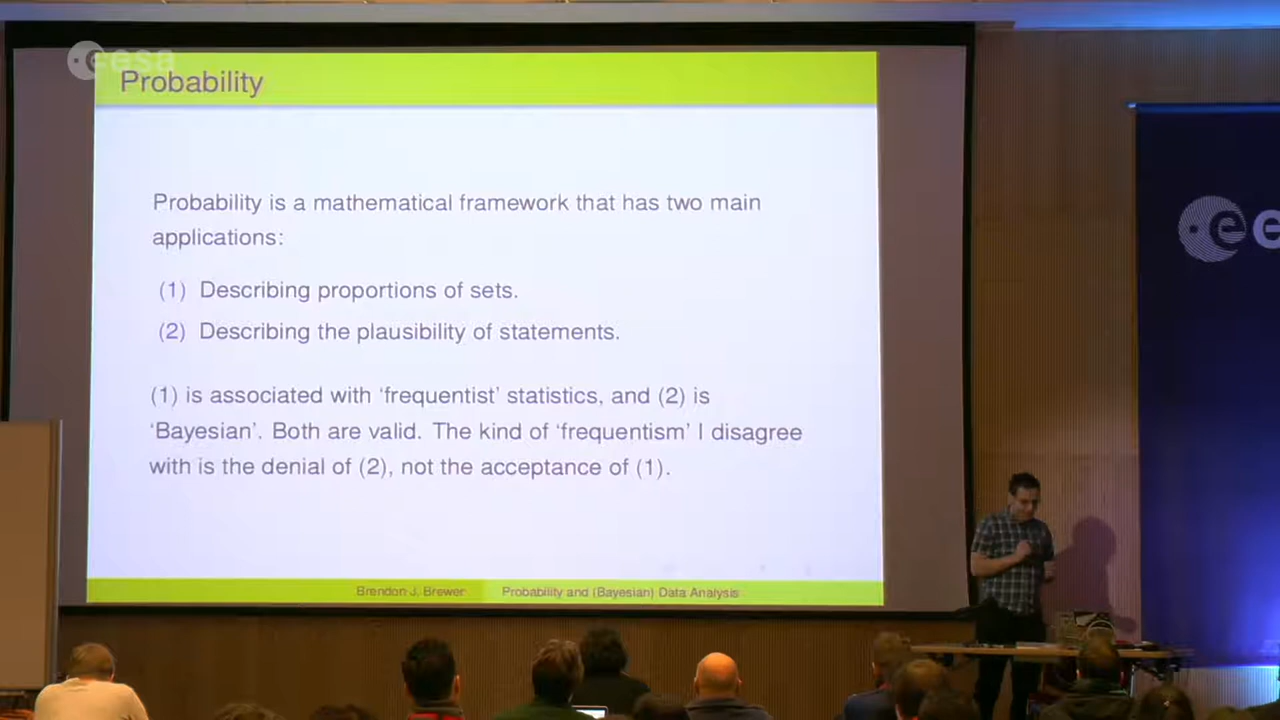 esa
Probability
Probability is a mathematical framework that has two main
applications:
(1) Describing proportions of sets.
(2) Describing the plausibility of statements.
(1) is associated with ‘frequentist’ statistics, and (2) is
‘Bayesian’. Both are valid. The kind of ‘frequentism’ I disagree
with is the denial of (2), not the acceptance of (1).
Brendon J. Brewer Probability and (Bayesian) Data Analysis
e